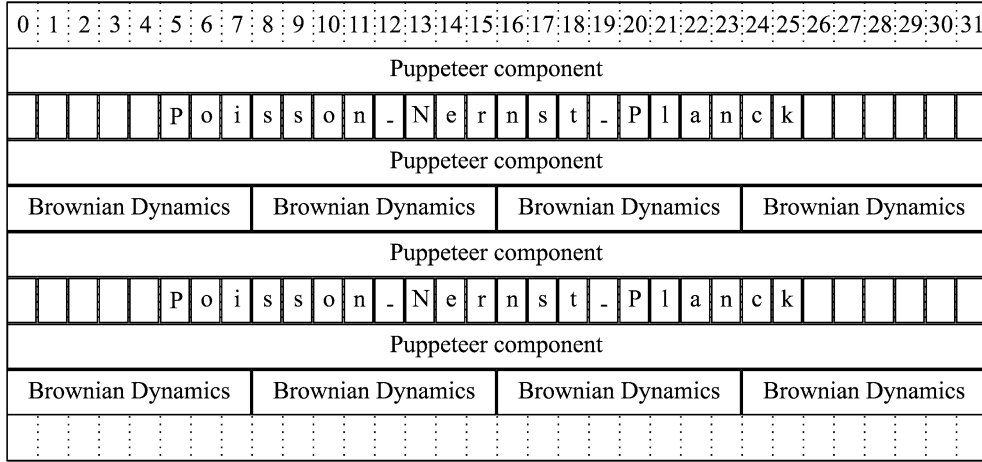 0 1 2 3 4 5 6 7 8 9 10 11 12 13 14 15 16 17 18 19 20 21 22 23 24 25 26 27 28 29 30 31
Puppeteer component
P o i s s o n - N e r n s t - P l a n c k
Puppeteer component
Brownian Dynamics Brownian Dynamics Brownian Dynamics Brownian Dynamics
Puppeteer component
P o i s s o n - N e r n s t - P l a n c k
Puppeteer component
Brownian Dynamics Brownian Dynamics Brownian Dynamics Brownian Dynamics